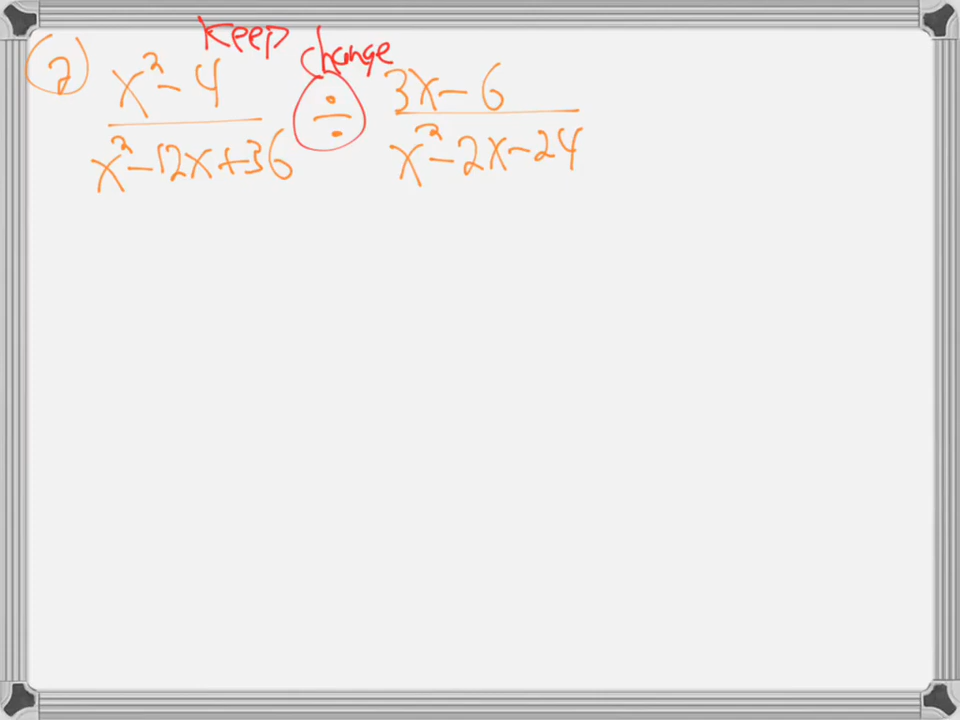 keep change
② x² - 4 ÷ 3x - 6
x² - 12x + 36 x² - 2x - 24